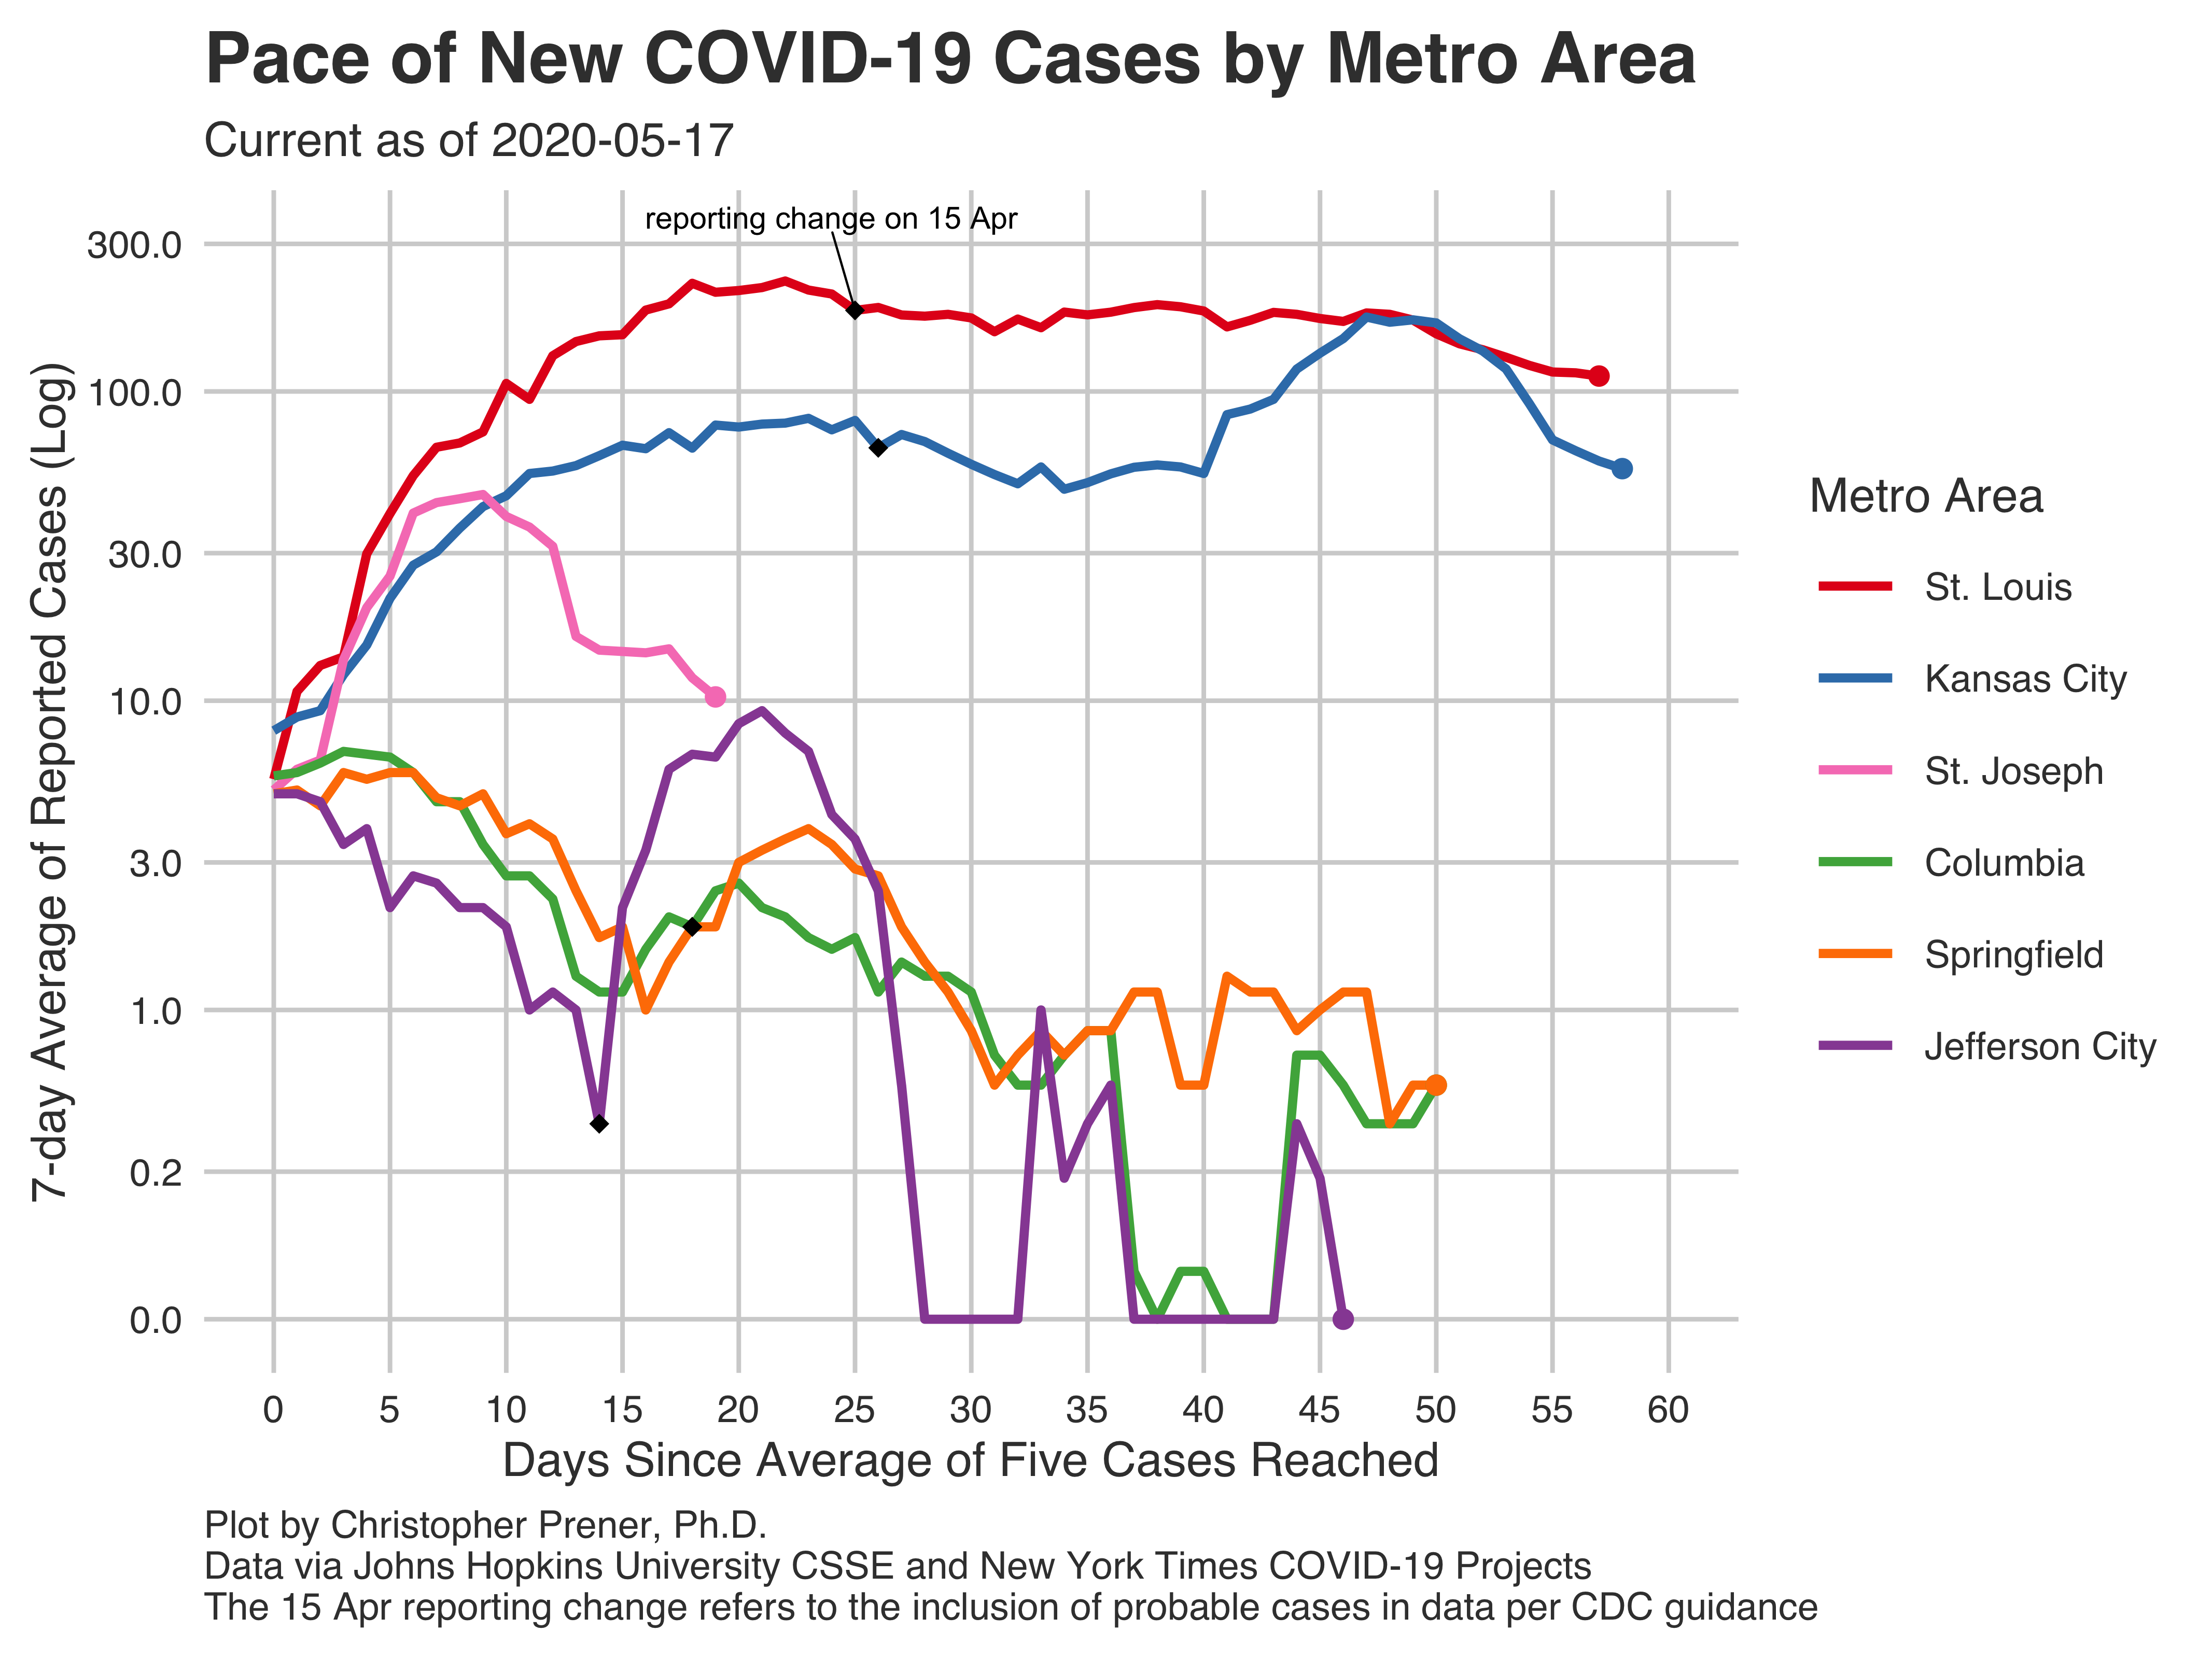 Pace of New COVID-19 Cases by Metro Area
Current as of 2020-05-17
reporting change on 15 Apr
7-day Average of Reported Cases (Log)
300.0
100.0
30.0
10.0
3.0
1.0
0.2
0.0
0 5 10 15 20 25 30 35 40 45 50 55 60
Days Since Average of Five Cases Reached
Metro Area
St. Louis
Kansas City
St. Joseph
Columbia
Springfield
Jefferson City
Plot by Christopher Prener, Ph.D.
Data via Johns Hopkins University CSSE and New York Times COVID-19 Projects
The 15 Apr reporting change refers to the inclusion of probable cases in data per CDC guidance